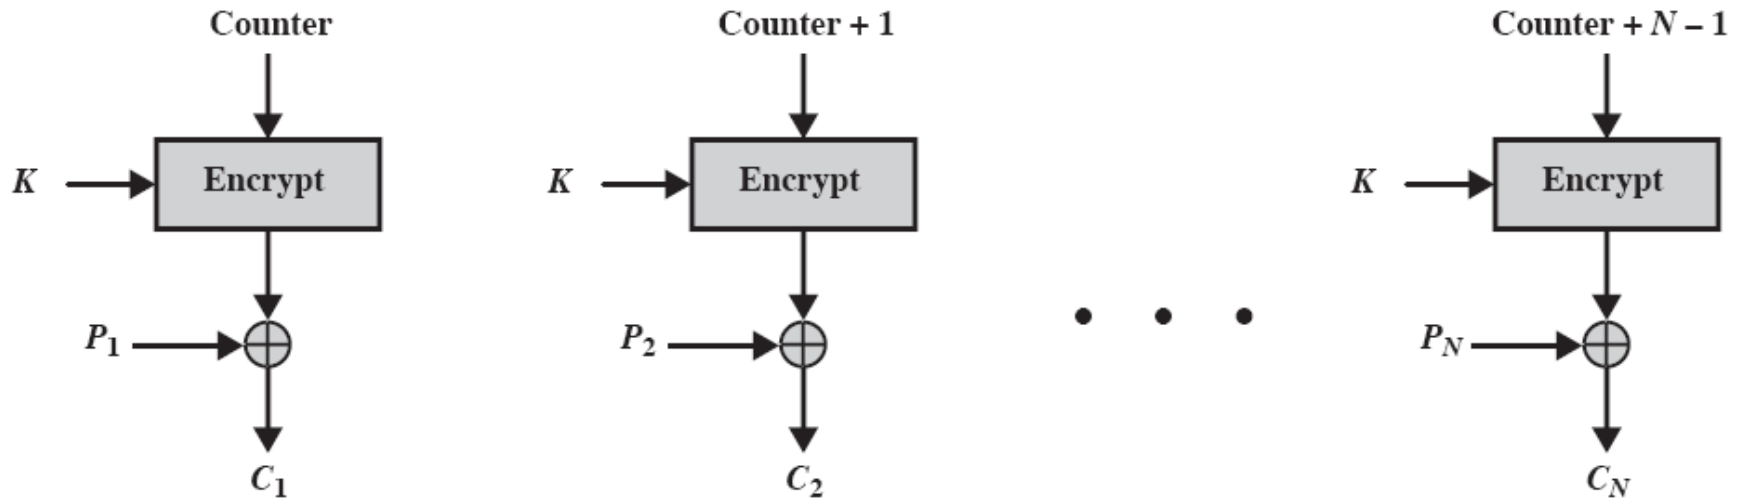 Counter Counter + 1 Counter + N – 1
K Encrypt K Encrypt K Encrypt
P1 P2 PN
C1 C2 CN